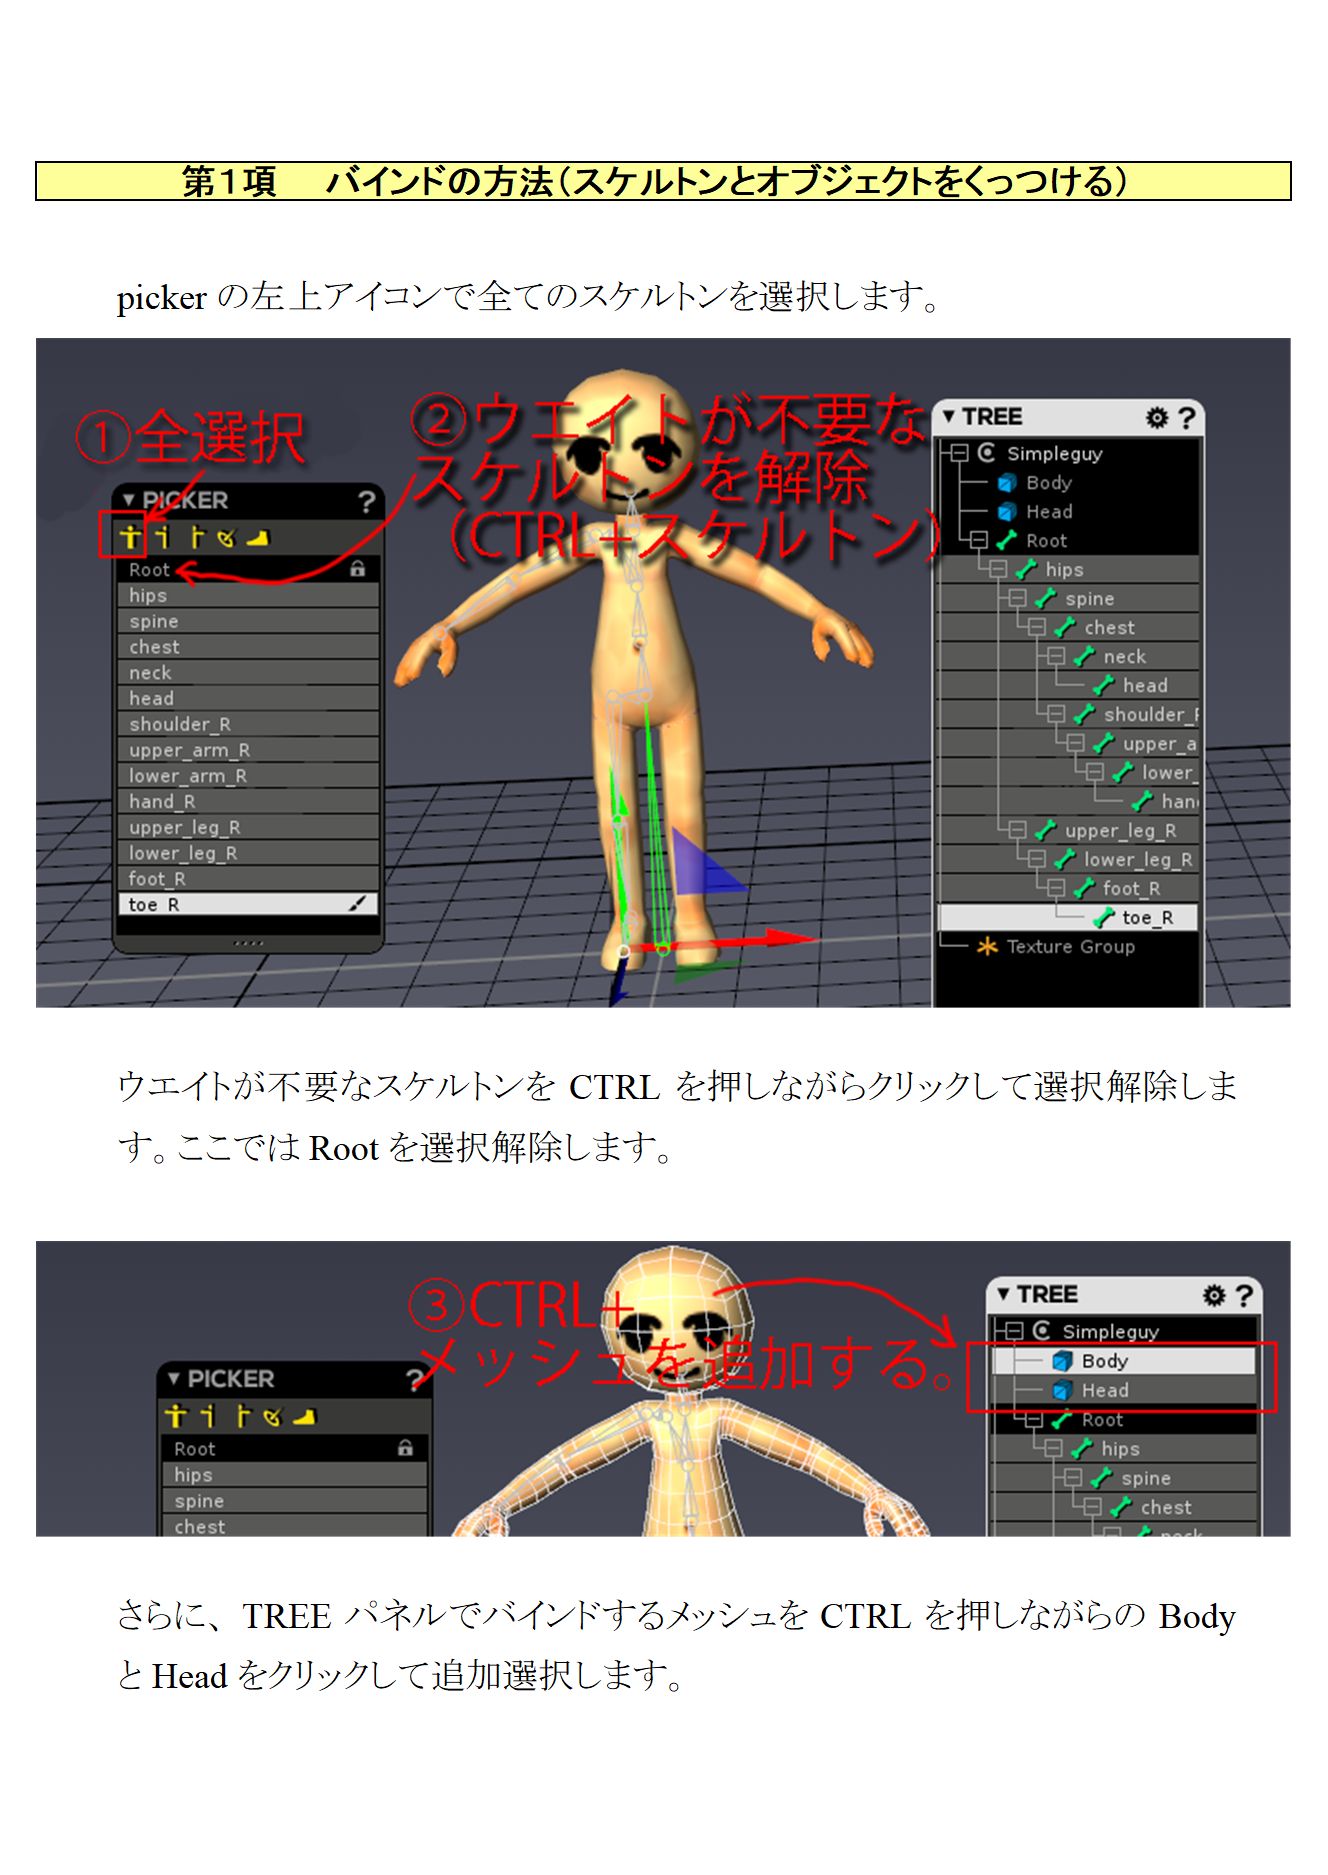 第1項　バインドの方法（スケルトンとオブジェクトをくっつける）
picker の左上アイコンで全てのスケルトンを選択します。
①全選択
②ウエイトが不要な
スケルトンを解除
（CTRL+スケルトン）
PICKER ?
Root
hips
spine
chest
neck
head
shoulder_R
upper_arm_R
lower_arm_R
hand_R
upper_leg_R
lower_leg_R
foot_R
toe_R
TREE ?
Simpleguy
Body
Head
Root
hips
spine
chest
neck
head
shoulder_R
upper_a
lower_
han
upper_leg_R
lower_leg_R
foot_R
toe_R
Texture Group
ウエイトが不要なスケルトンを CTRL を押しながらクリックして選択解除しま
す。ここでは Root を選択解除します。
③CTRL+
メッシュを追加する。
PICKER ?
Root
hips
spine
chest
TREE ?
Simpleguy
Body
Head
Root
hips
spine
chest
neck
さらに、TREE パネルでバインドするメッシュを CTRL を押しながらの Body
と Head をクリックして追加選択します。